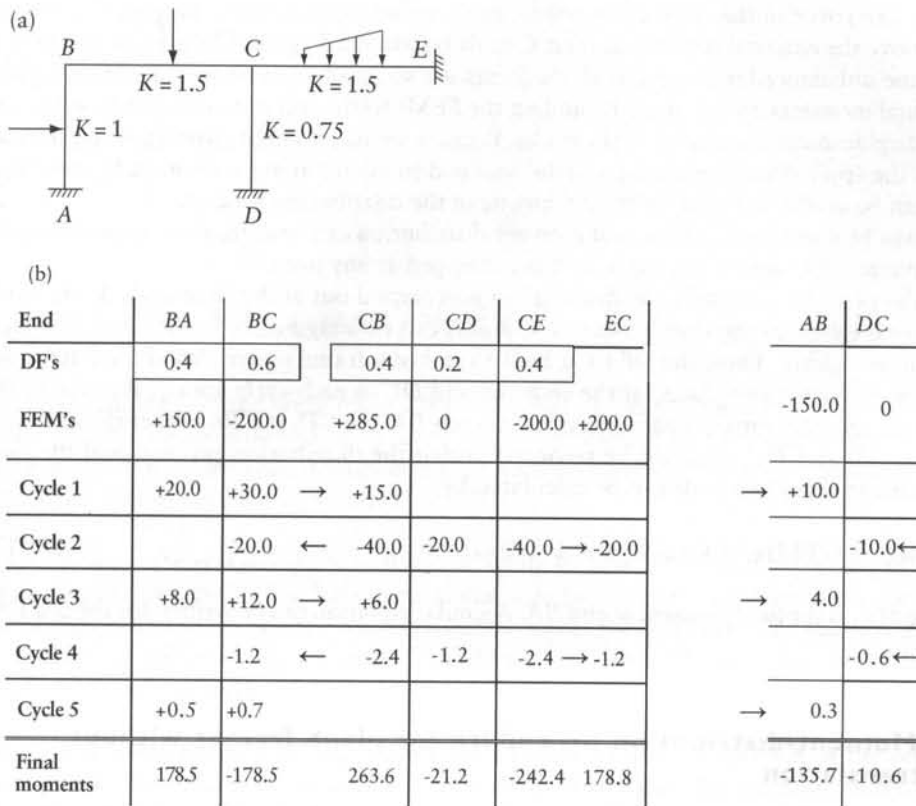 (a)
B C E
K = 1.5 K = 1.5
K = 1 K = 0.75
A D
(b)
End BA BC CB CD CE EC AB DC
DF's 0.4 0.6 0.4 0.2 0.4
FEM's +150.0 -200.0 +285.0 0 -200.0 +200.0 -150.0 0
Cycle 1 +20.0 +30.0 → +15.0 → +10.0
Cycle 2 -20.0 ← -40.0 -20.0 -40.0 → -20.0 -10.0 ←
Cycle 3 +8.0 -12.0 → +6.0 → 4.0
Cycle 4 -1.2 ← -2.4 -1.2 -2.4 → -1.2 -0.6 ←
Cycle 5 +0.5 +0.7 → 0.3
Final
moments 178.5 -178.5 263.6 -21.2 -242.4 178.8 -135.7 -10.6